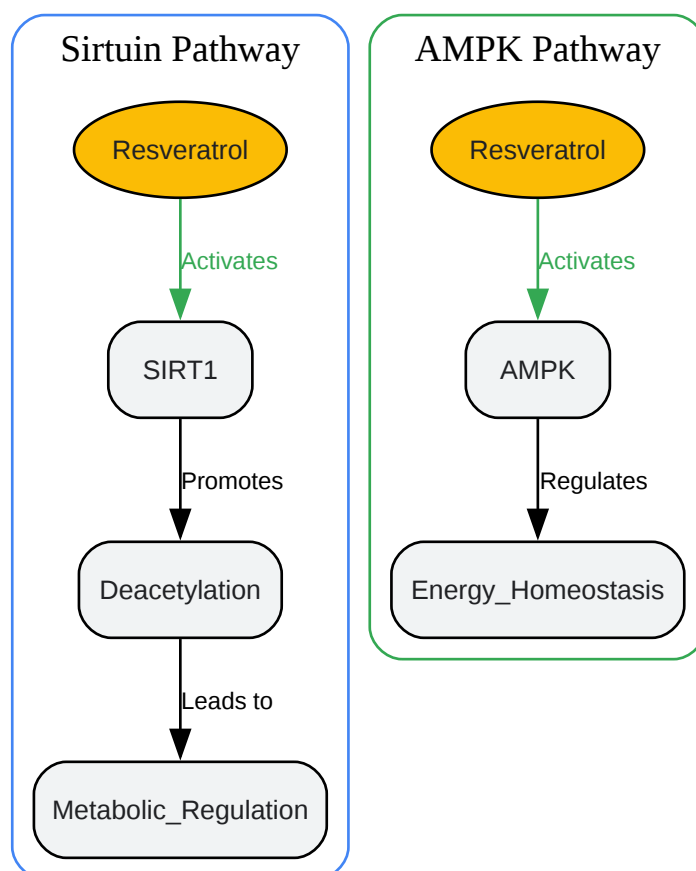 Sirtuin Pathway
Resveratrol
Activates
SIRT1
Promotes
Deacetylation
Leads to
Metabolic_Regulation
AMPK Pathway
Resveratrol
Activates
AMPK
Regulates
Energy_Homeostasis